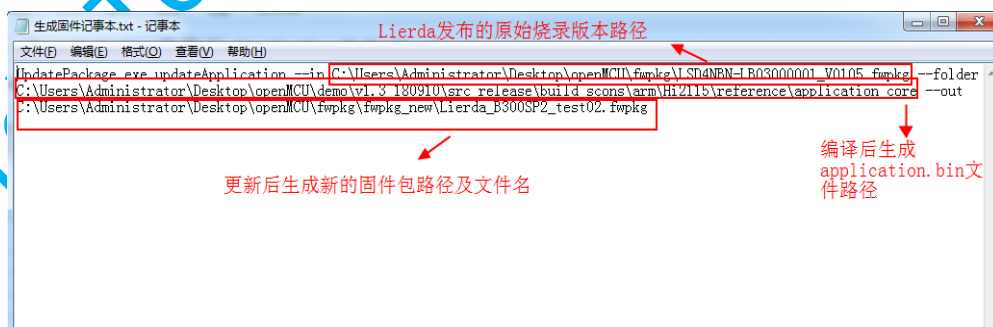 生成固件记事本.txt - 记事本
Lierda发布的原始烧录版本路径
文件(F) 编辑(E) 格式(O) 查看(V) 帮助(H)
UpdatePackage.exe updateApplication --in C:\Users\Administrator\Desktop\openMCU\fwpkg\LSD4NBN-LB03000001_V0105.fwpkg --folder
C:\Users\Administrator\Desktop\openMCU\demo\v1.3_180910\src_release\build_scons\arm\Hi2115\reference\application_core --out
C:\Users\Administrator\Desktop\openMCU\fwpkg\fwpkg_new\Lierda_B300SP2_test02.fwpkg
更新后生成新的固件包路径及文件名
编译后生成
application.bin文
件路径